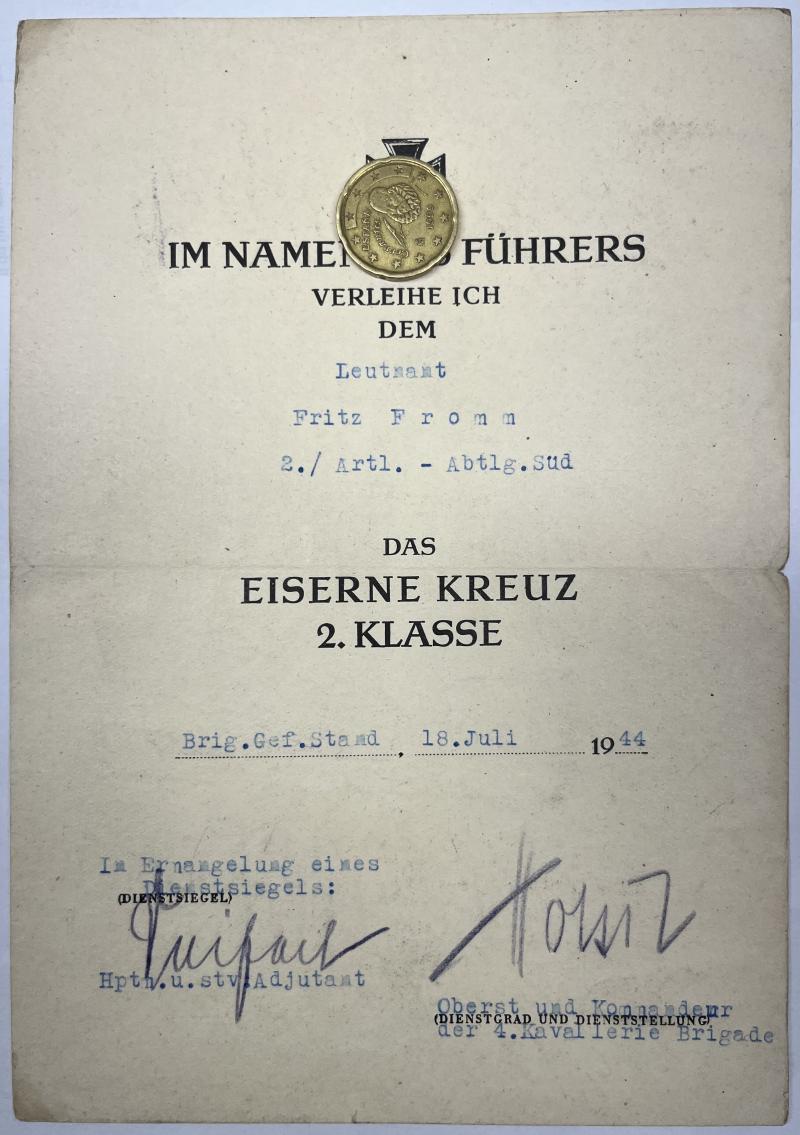 IM NAMEN S FÜHRERS
VERLEIHE ICH
DEM
Leutnant
Fritz Fromm
2./ Artl. - Abtlg.Süd
DAS
EISERNE KREUZ
2. KLASSE
Brig.Gef.Stand, 18.Juli 1944
Im Ermangelung eines
Dienstsiegels:
(DIENSTSIEGEL)
Hptm.u.stv.Adjutant
Oberst und Kommandeur
(DIENSTGRAD UND DIENSTSTELLUNG)
der 4.Kavallerie Brigade